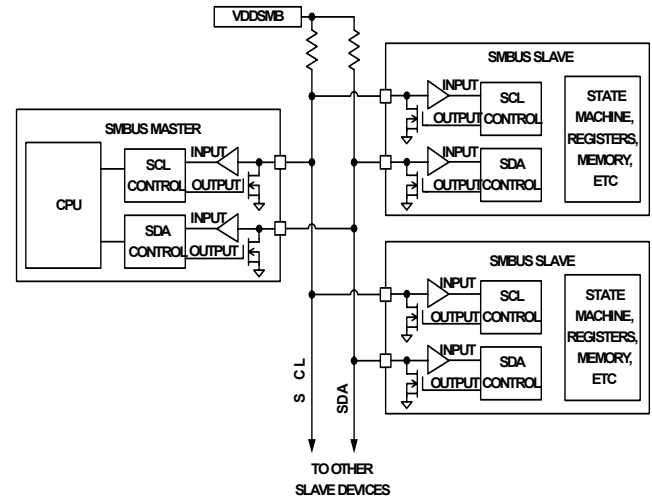 VDDSMB
SMBUS MASTER
CPU
SCL
CONTROL
INPUT
OUTPUT
SDA
CONTROL
INPUT
OUTPUT
SMBUS SLAVE
INPUT
OUTPUT
SCL
CONTROL
INPUT
OUTPUT
SDA
CONTROL
STATE
MACHINE,
REGISTERS,
MEMORY,
ETC
SMBUS SLAVE
INPUT
OUTPUT
SCL
CONTROL
INPUT
OUTPUT
SDA
CONTROL
STATE
MACHINE,
REGISTERS,
MEMORY,
ETC
S CL
SDA
TO OTHER
SLAVE DEVICES